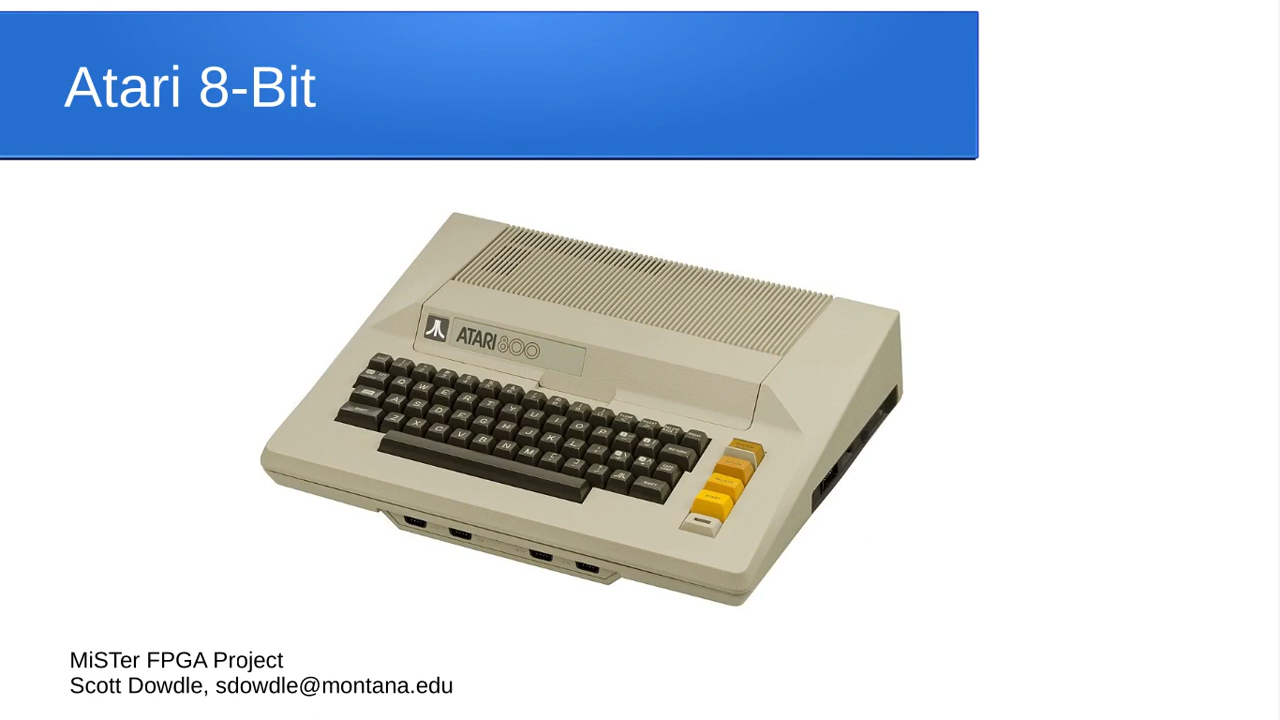 Atari 8-Bit
ATARI 800
Q W E R T Y U I O P
A S D F G H J K L
Z X C V B N M
MiSTer FPGA Project
Scott Dowdle, sdowdle@montana.edu